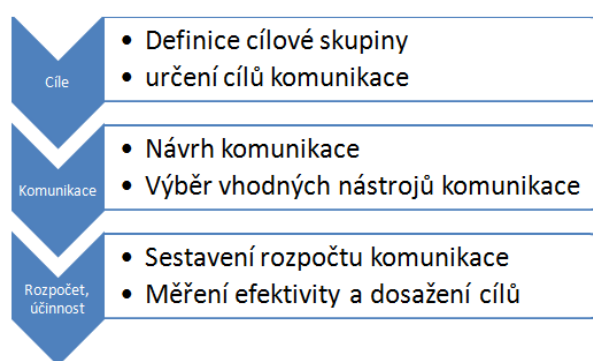 Cíle
• Definice cílové skupiny
• určení cílů komunikace
Komunikace
• Návrh komunikace
• Výběr vhodných nástrojů komunikace
Rozpočet,
účinnost
• Sestavení rozpočtu komunikace
• Měření efektivity a dosažení cílů